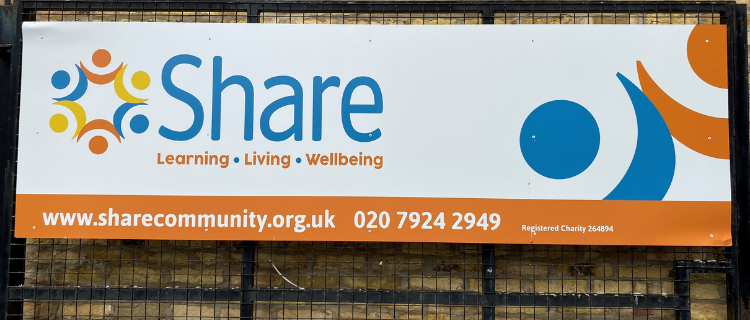 Share
Learning • Living • Wellbeing
www.sharecommunity.org.uk 020 7924 2949 Registered Charity 264894